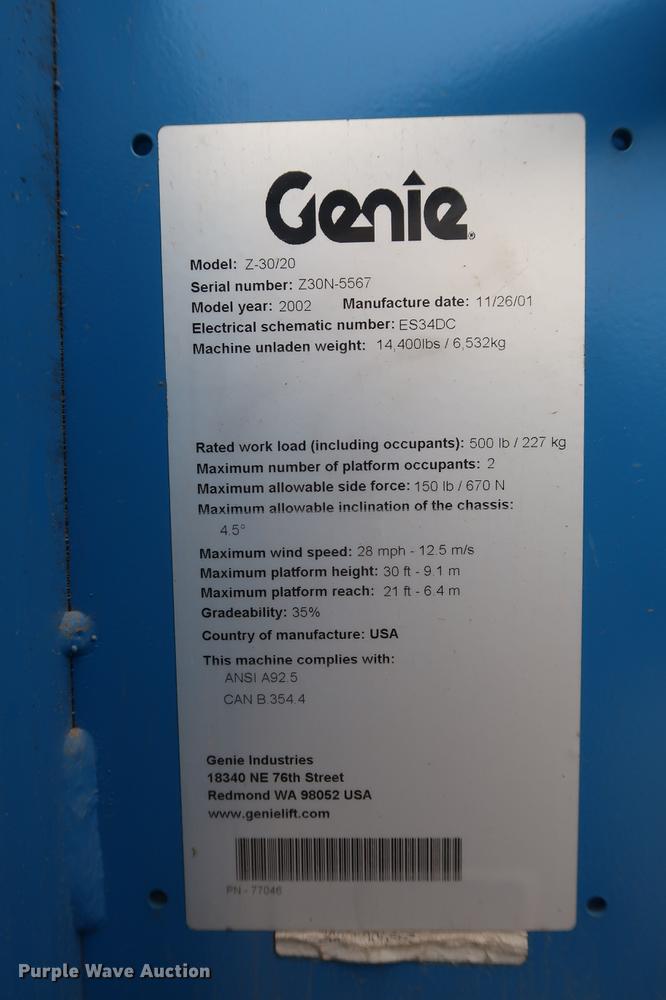 Genie
Model: Z-30/20
Serial number: Z30N-5567
Model year: 2002 Manufacture date: 11/26/01
Electrical schematic number: ES34DC
Machine unladen weight: 14,400lbs / 6,532kg
Rated work load (including occupants): 500 lb / 227 kg
Maximum number of platform occupants: 2
Maximum allowable side force: 150 lb / 670 N
Maximum allowable inclination of the chassis:
4.5°
Maximum wind speed: 28 mph - 12.5 m/s
Maximum platform height: 30 ft - 9.1 m
Maximum platform reach: 21 ft - 6.4 m
Gradeability: 35%
Country of manufacture: USA
This machine complies with:
ANSI A92.5
CAN B.354.4
Genie Industries
18340 NE 76th Street
Redmond WA 98052 USA
www.genielift.com
PN - 77046
Purple Wave Auction